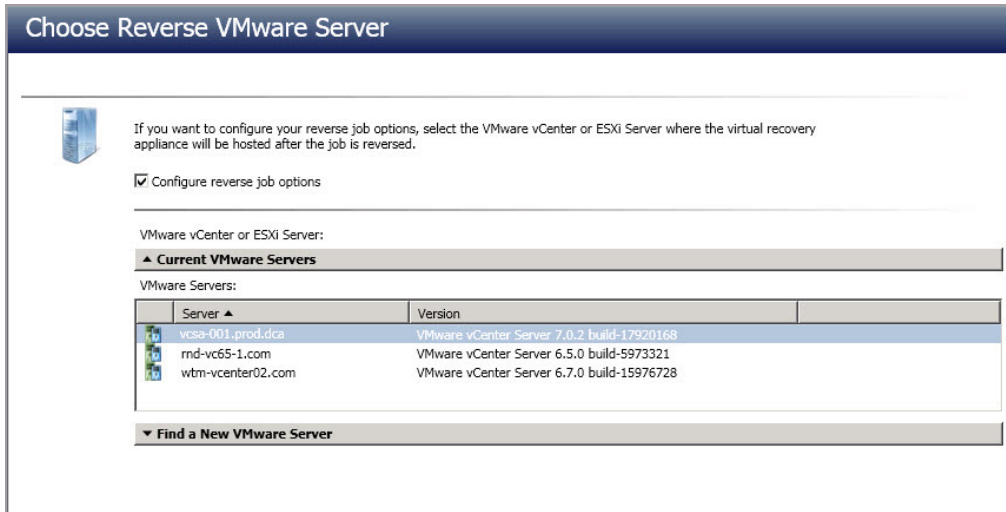 Choose Reverse VMware Server
If you want to configure your reverse job options, select the VMware vCenter or ESXi Server where the virtual recovery
appliance will be hosted after the job is reversed.
Configure reverse job options
VMware vCenter or ESXi Server:
Current VMware Servers
VMware Servers:
Server Version
vcsa-001.prod.dca VMware vCenter Server 7.0.2 build-17920168
rnd-vc65-1.com VMware vCenter Server 6.5.0 build-5973321
wtm-vcenter02.com VMware vCenter Server 6.7.0 build-15976728
Find a New VMware Server